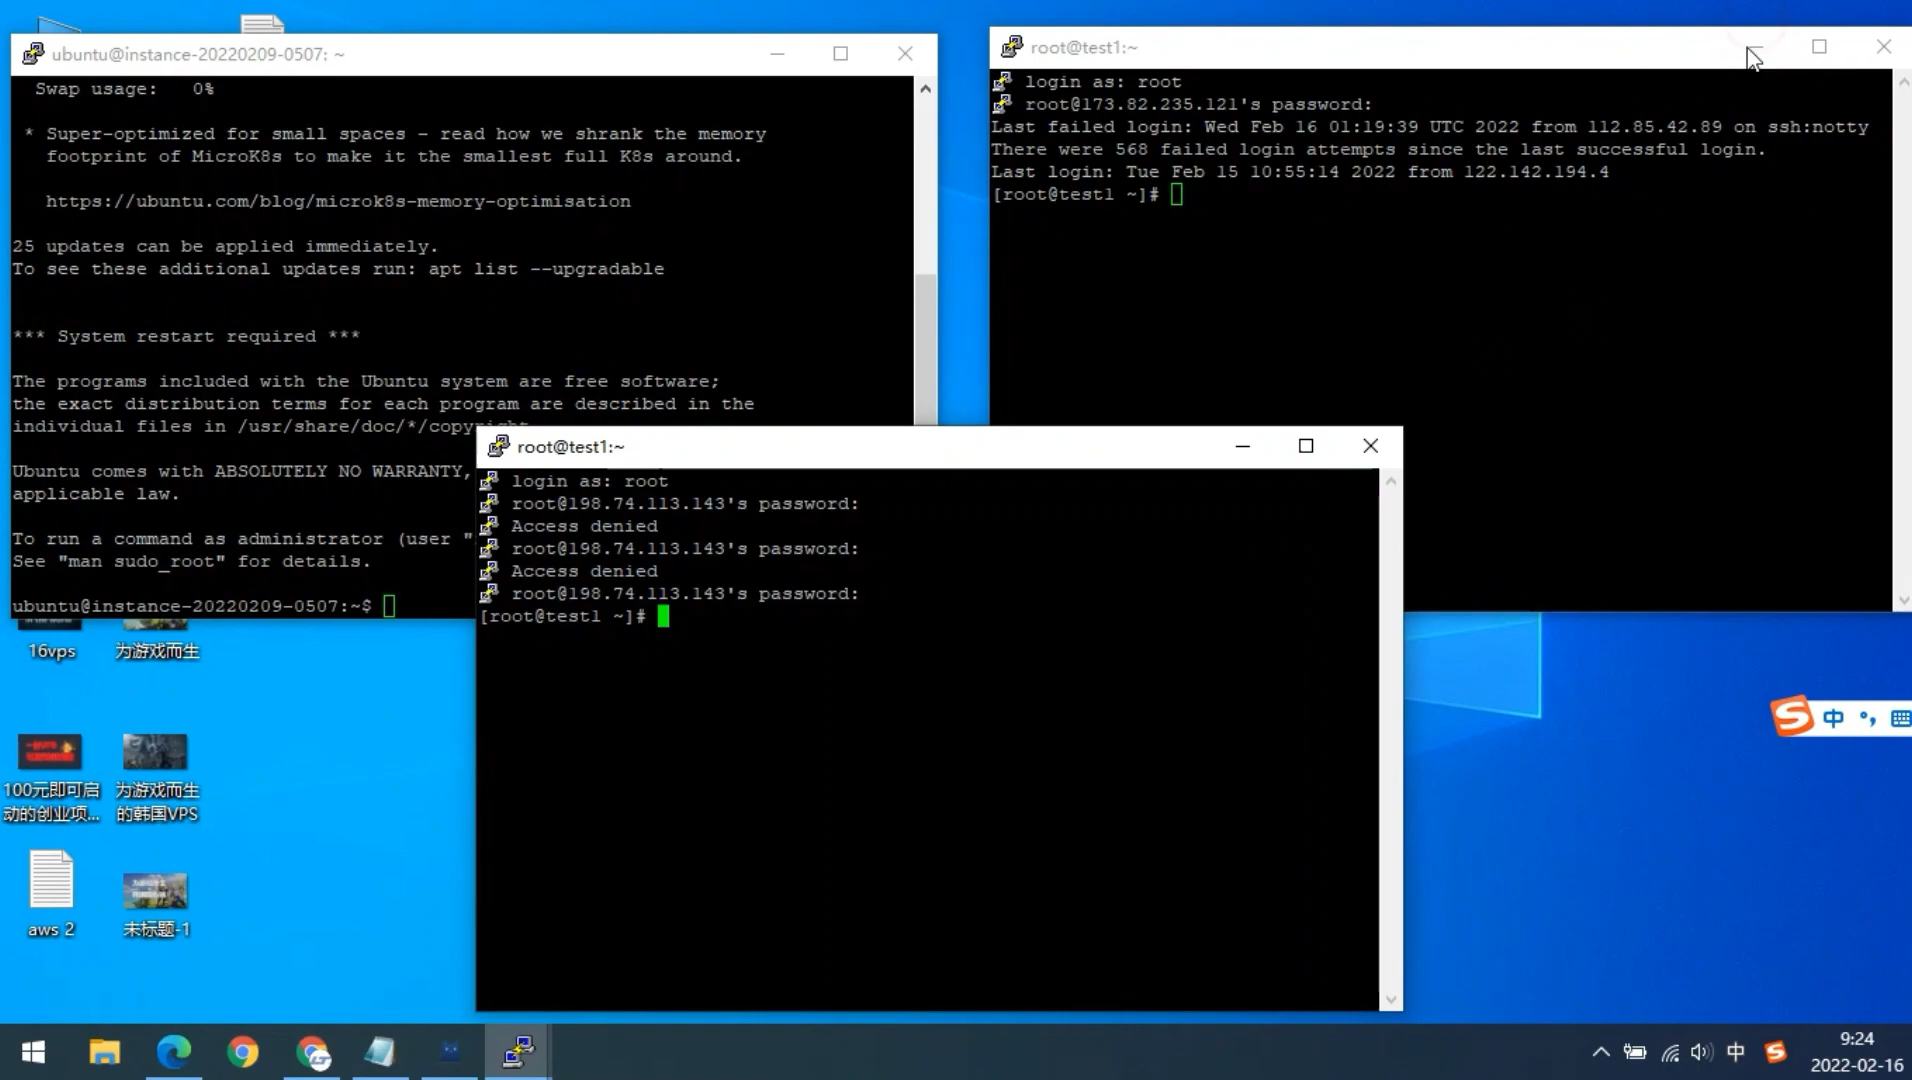 ubuntu@instance-20220209-0507: ~
Swap usage:   0%
* Super-optimized for small spaces - read how we shrank the memory
footprint of MicroK8s to make it the smallest full K8s around.
https://ubuntu.com/blog/microk8s-memory-optimisation
25 updates can be applied immediately.
To see these additional updates run: apt list --upgradable
*** System restart required ***
The programs included with the Ubuntu system are free software;
the exact distribution terms for each program are described in the
individual files in /usr/share/doc/*/copyright.
Ubuntu comes with ABSOLUTELY NO WARRANTY,
applicable law.
To run a command as administrator (user "
See "man sudo_root" for details.
ubuntu@instance-20220209-0507:~$
root@test1:~
login as: root
root@173.82.235.121's password:
Last failed login: Wed Feb 16 01:19:39 UTC 2022 from 112.85.42.89 on ssh:notty
There were 568 failed login attempts since the last successful login.
Last login: Tue Feb 15 10:55:14 2022 from 122.142.194.4
[root@test1 ~]#
root@test1:~
login as: root
root@198.74.113.143's password:
Access denied
root@198.74.113.143's password:
Access denied
root@198.74.113.143's password:
[root@test1 ~]#
16vps
为游戏而生
100元即可启
动的创业项...
为游戏而生
的韩国VPS
aws 2
未标题-1
S 中 °,
中 S
9:24
2022-02-16